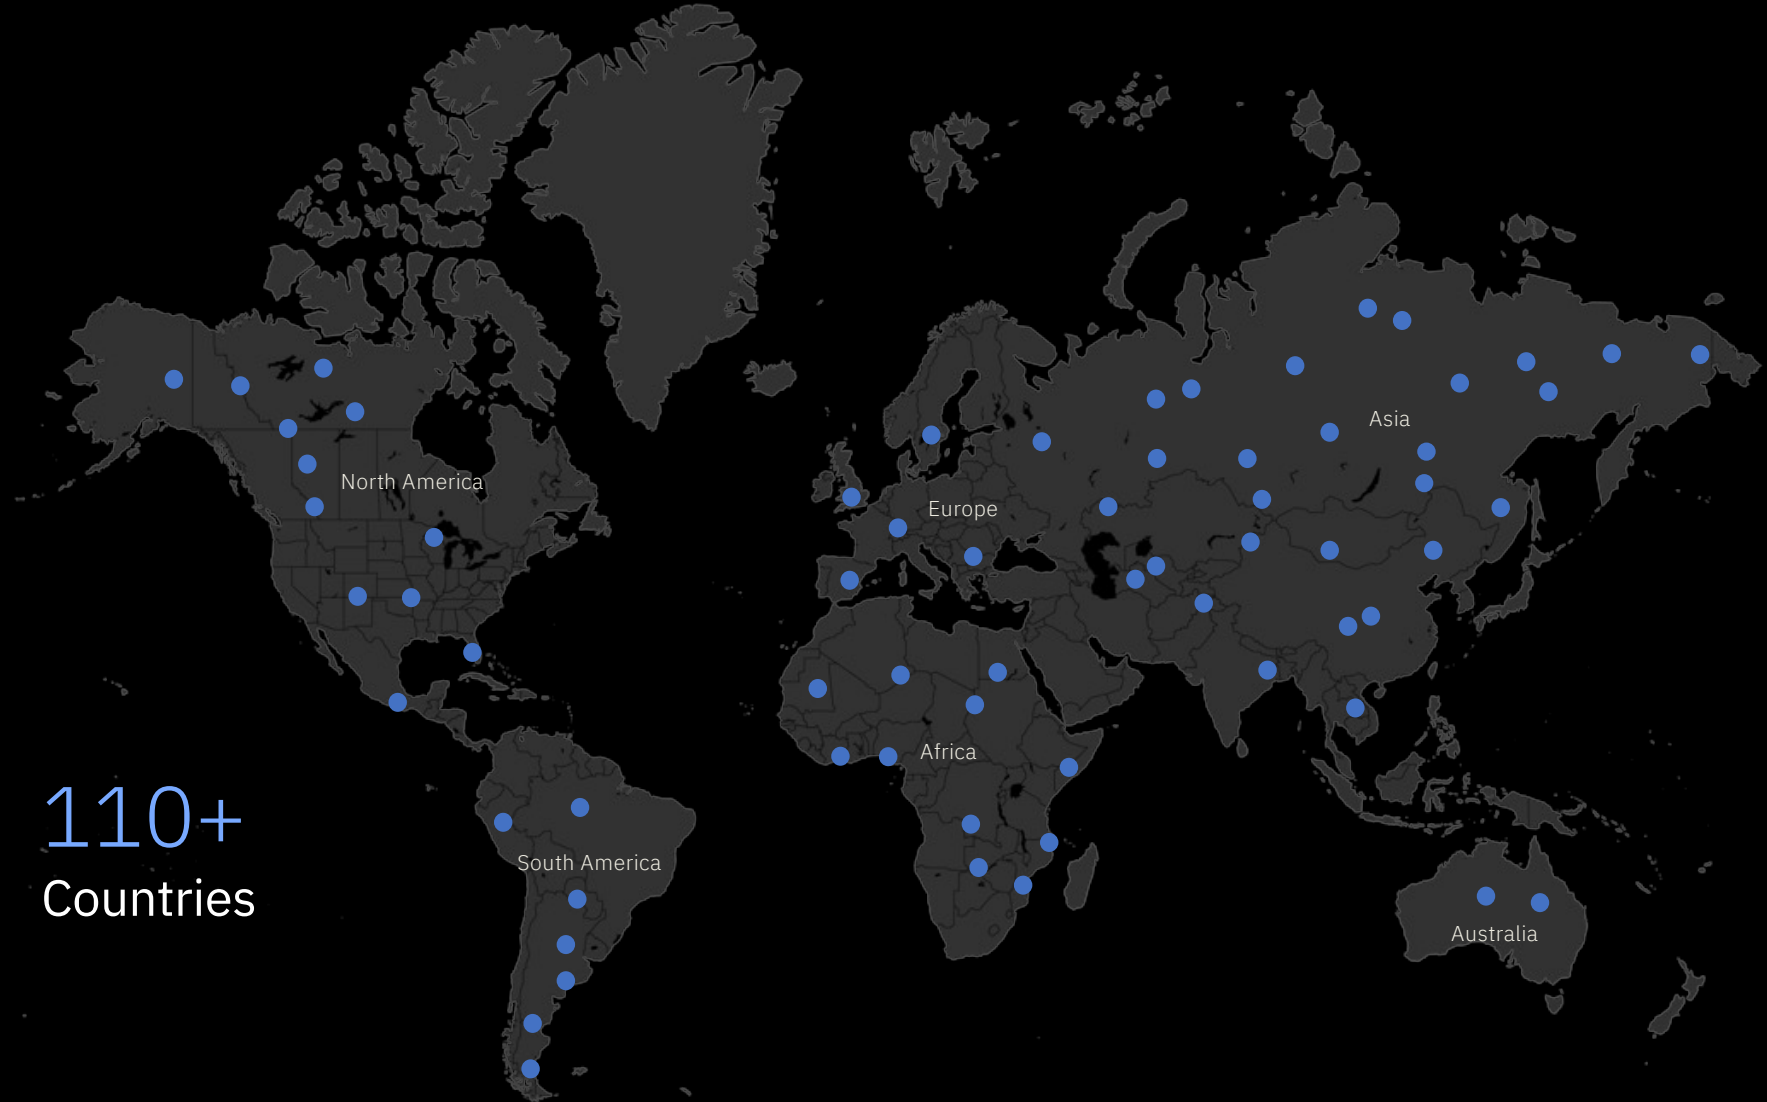 Asia
North America
Europe
Africa
110+
Countries
South America
Australia